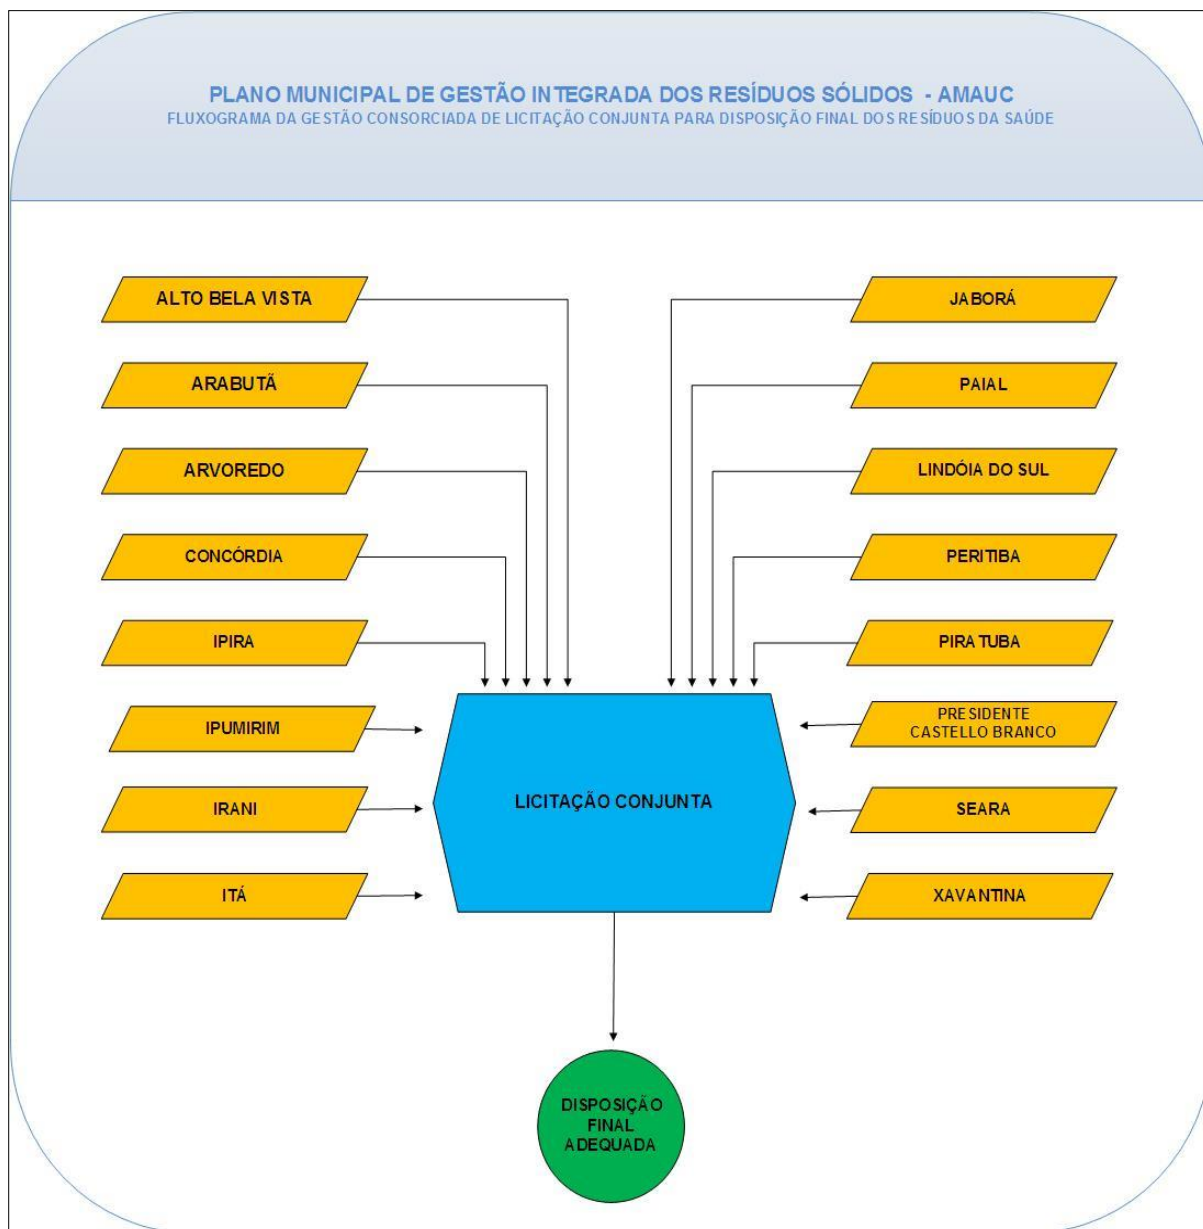 PLANO MUNICIPAL DE GESTÃO INTEGRADA DOS RESÍDUOS SÓLIDOS - AMAUC
FLUXOGRAMA DA GESTÃO CONSORCIADA DE LICITAÇÃO CONJUNTA PARA DISPOSIÇÃO FINAL DOS RESÍDUOS DA SAÚDE
ALTO BELA VISTA
ARABUTÃ
ARVOREDO
CONCÓRDIA
IPIRA
IPUMIRIM
IRANI
ITÁ
JABORÁ
PAIAL
LINDÓIA DO SUL
PERITIBA
PIRATUBA
PRESIDENTE
CASTELLO BRANCO
SEARA
XAVANTINA
LICITAÇÃO CONJUNTA
DISPOSIÇÃO
FINAL
ADEQUADA